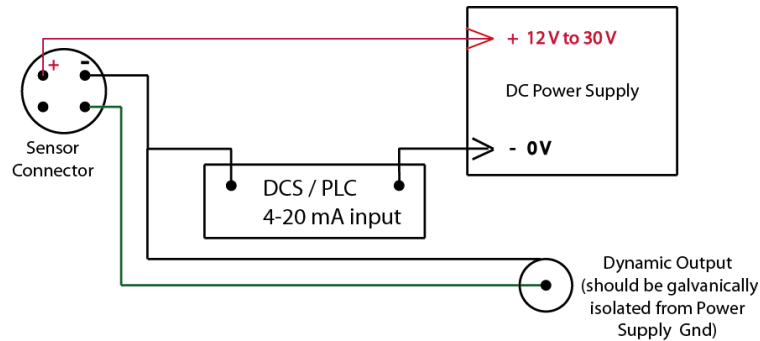 + 12 V to 30 V
DC Power Supply
- 0 V
+
-
Sensor
Connector
DCS / PLC
4-20 mA input
Dynamic Output
(should be galvanically
isolated from Power
Supply Gnd)